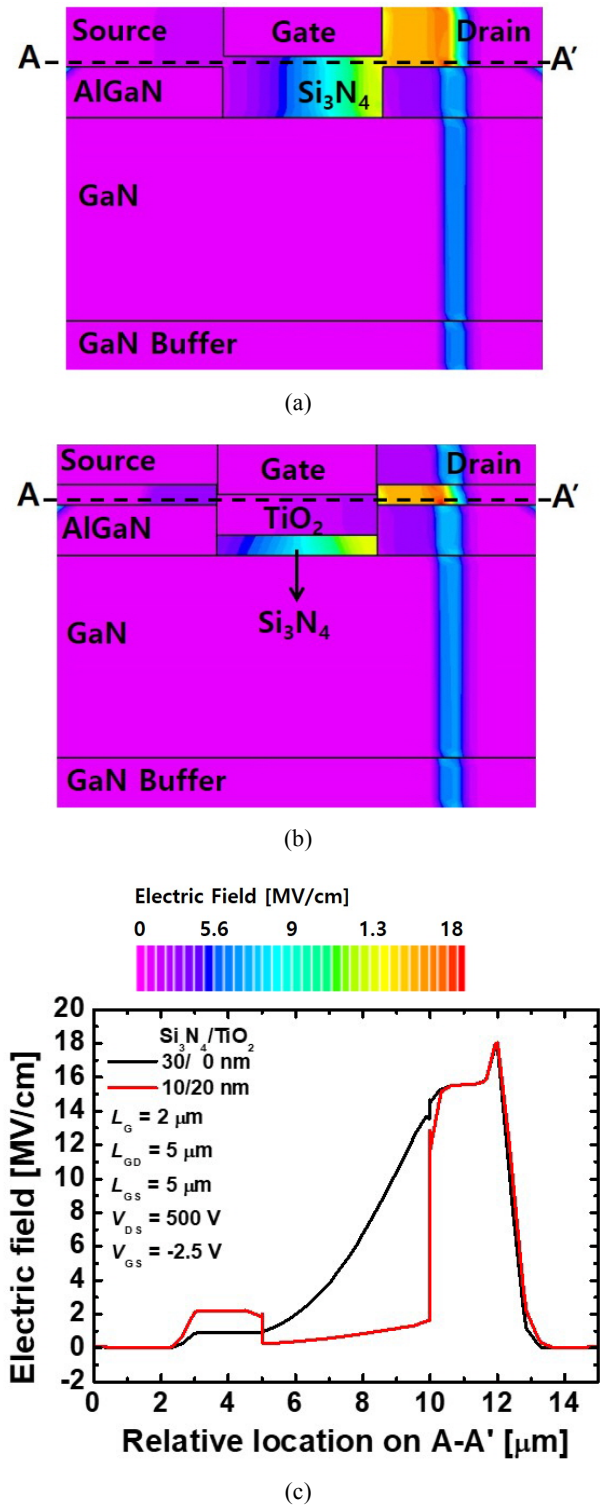 Source Gate Drain
A A'
AlGaN Si3N4
GaN
GaN Buffer
(a)
Source Gate Drain
A A'
TiO2
AlGaN
Si3N4
GaN
GaN Buffer
(b)
Electric Field [MV/cm]
0 5.6 9 1.3 18
20
18
16
14
12
10
8
6
4
2
0
-2
Electric field [MV/cm]
Si3N4/TiO2
30/ 0 nm
10/20 nm
LG = 2 μm
LGD = 5 μm
LGS = 5 μm
VDS = 500 V
VGS = -2.5 V
0 2 4 6 8 10 12 14
Relative location on A-A' [μm]
(c)